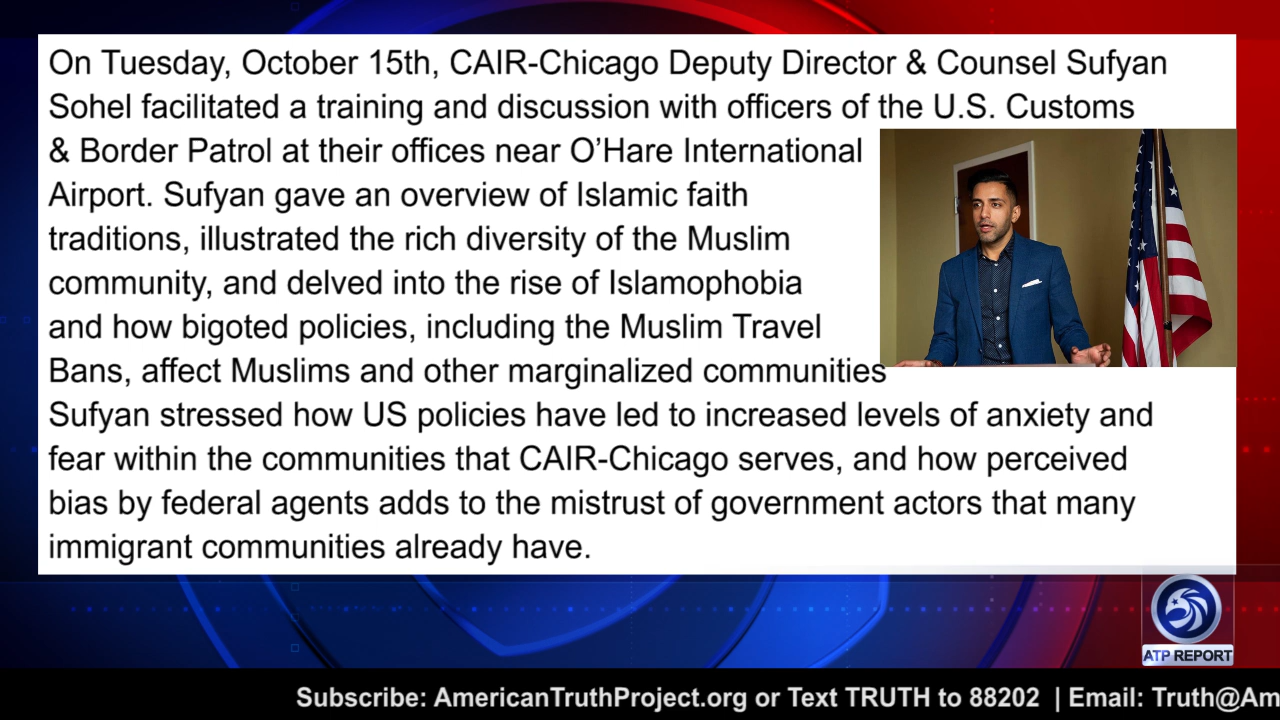 On Tuesday, October 15th, CAIR-Chicago Deputy Director & Counsel Sufyan
Sohel facilitated a training and discussion with officers of the U.S. Customs
& Border Patrol at their offices near O’Hare International
Airport. Sufyan gave an overview of Islamic faith
traditions, illustrated the rich diversity of the Muslim
community, and delved into the rise of Islamophobia
and how bigoted policies, including the Muslim Travel
Bans, affect Muslims and other marginalized communities
Sufyan stressed how US policies have led to increased levels of anxiety and
fear within the communities that CAIR-Chicago serves, and how perceived
bias by federal agents adds to the mistrust of government actors that many
immigrant communities already have.
ATP REPORT
Subscribe: AmericanTruthProject.org or Text TRUTH to 88202 | Email: Truth@Am